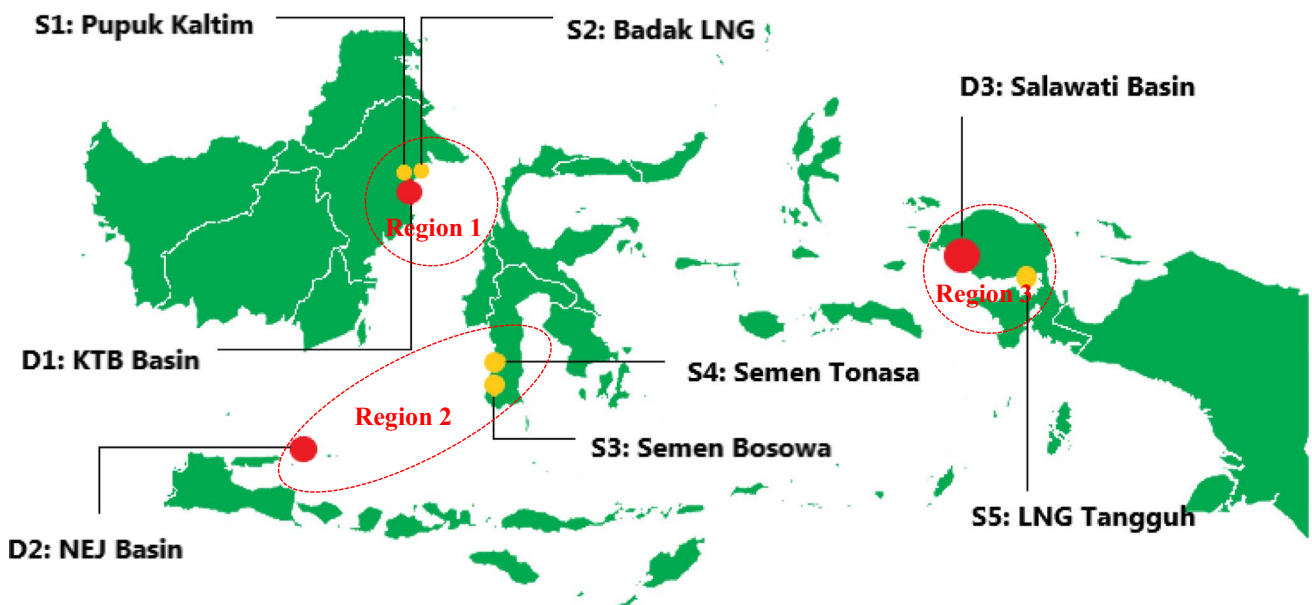 S1: Pupuk Kaltim
S2: Badak LNG
D3: Salawati Basin
Region 1
Region 3
D1: KTB Basin
S4: Semen Tonasa
Region 2
S3: Semen Bosowa
S5: LNG Tangguh
D2: NEJ Basin